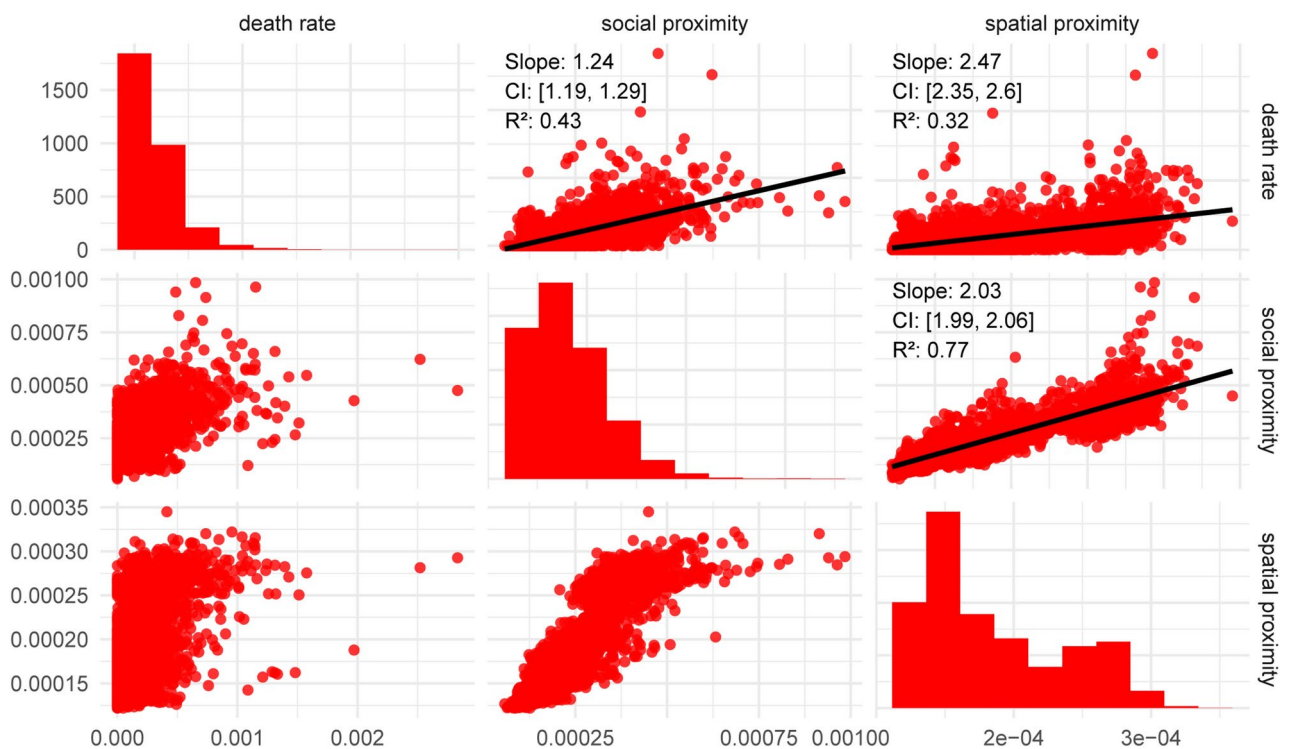 death rate
social proximity
spatial proximity
1500
1000
500
0
Slope: 1.24
CI: [1.19, 1.29]
R²: 0.43
Slope: 2.47
CI: [2.35, 2.6]
R²: 0.32
death rate
0.00100
0.00075
0.00050
0.00025
Slope: 2.03
CI: [1.99, 2.06]
R²: 0.77
social proximity
0.00035
0.00030
0.00025
0.00020
0.00015
spatial proximity
0.000
0.001
0.002
0.00025
0.00075
0.00100
2e-04
3e-04